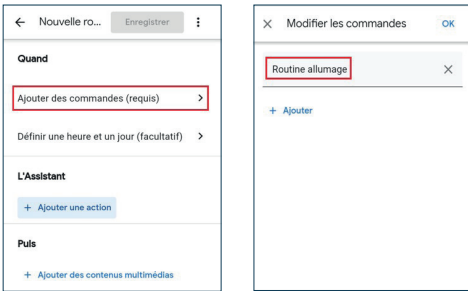 Nouvelle ro...
Enregistrer
Quand
Ajouter des commandes (requis)
Définir une heure et un jour (facultatif)
L'Assistant
+ Ajouter une action
Puis
+ Ajouter des contenus multimédias
Modifier les commandes
OK
Routine allumage
+ Ajouter